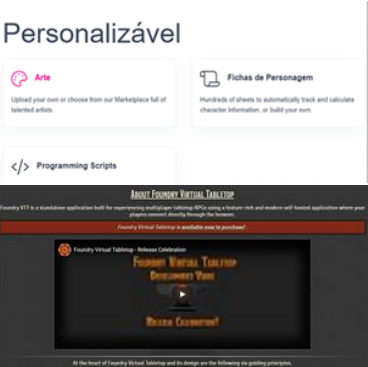 Personalizável
Arte
Upload your own or choose from our Marketplace full of
talented artists.
Fichas de Personagem
Hundreds of sheets to automatically track and calculate
character information, or build your own.
</> Programming Scripts
ABOUT FOUNDRY VIRTUAL TABLETOP
Foundry VTT is a standalone application built for experiencing multiplayer tabletop RPGs using a feature-rich and modern self-hosted application where your
players connect directly through the browser.
Foundry Virtual Tabletop is available now to purchase!
Foundry Virtual Tabletop - Release Celebration
FOUNDRY VIRTUAL TABLETOP
DEVELOPMENT VIDEO
RELEASE CELEBRATION!
At the heart of Foundry Virtual Tabletop and its design are the following six guiding principles.